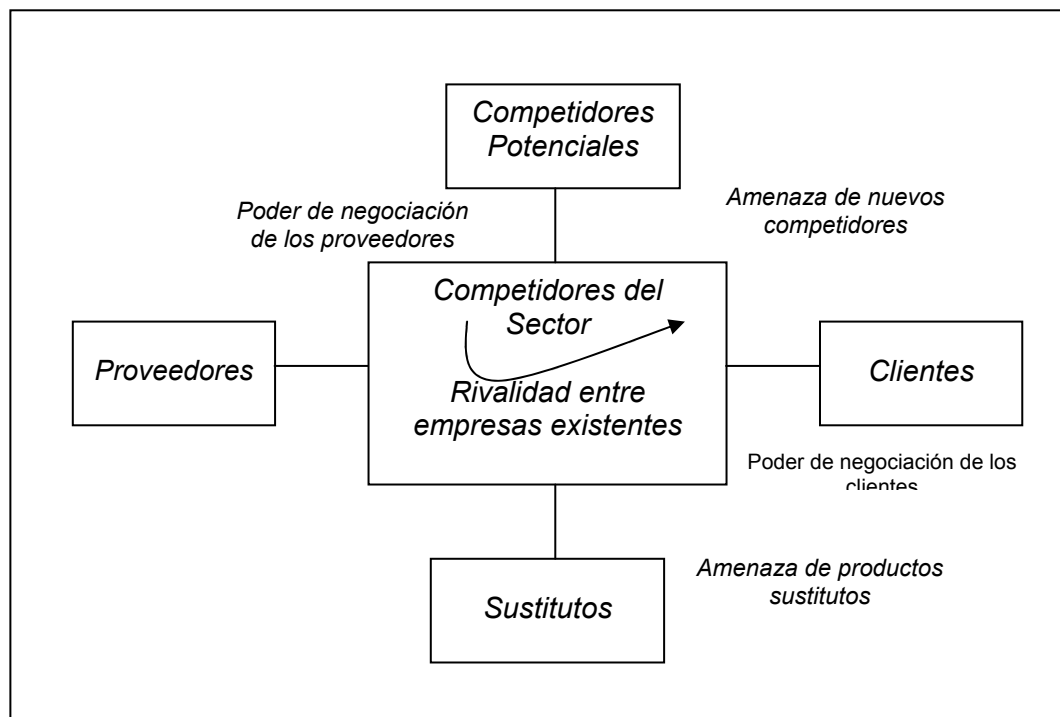 Competidores
Potenciales
Amenaza de nuevos
competidores
Poder de negociación
de los proveedores
Competidores del
Sector
Proveedores
Clientes
Rivalidad entre
empresas existentes
Poder de negociación de los
clientes
Amenaza de productos
sustitutos
Sustitutos